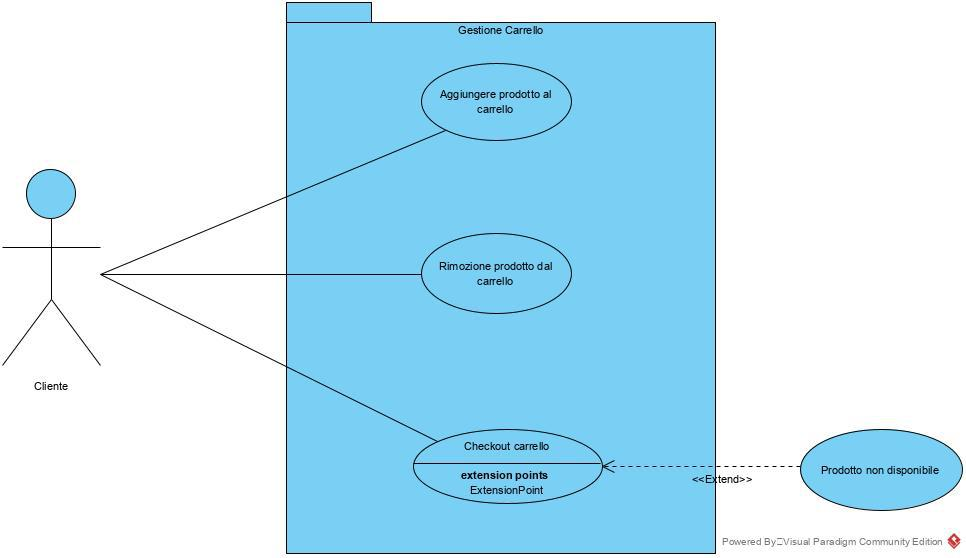 Gestione Carrello
Aggiungere prodotto al
carrello
Rimozione prodotto dal
carrello
Cliente
Checkout carrello
extension points
ExtensionPoint
<<Extend>>
Prodotto non disponibile
Powered By Visual Paradigm Community Edition